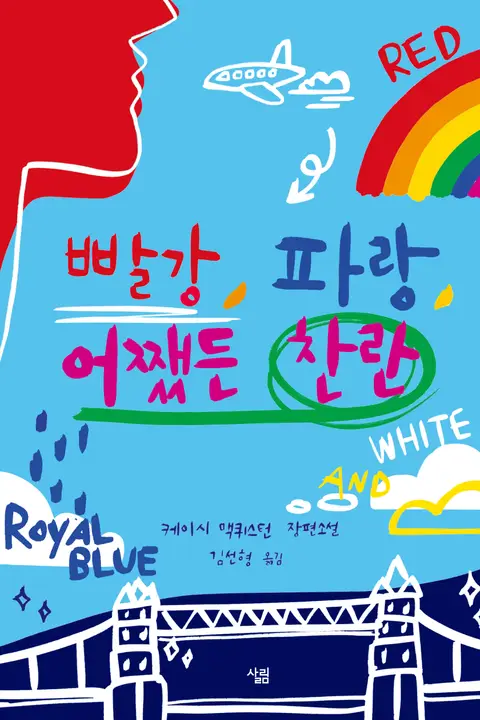 RED
빨강, 파랑,
어쨌든 찬란
WHITE
AND
ROYAL
BLUE
케이시 맥퀴스턴 장편소설
김선형 옮김
살림